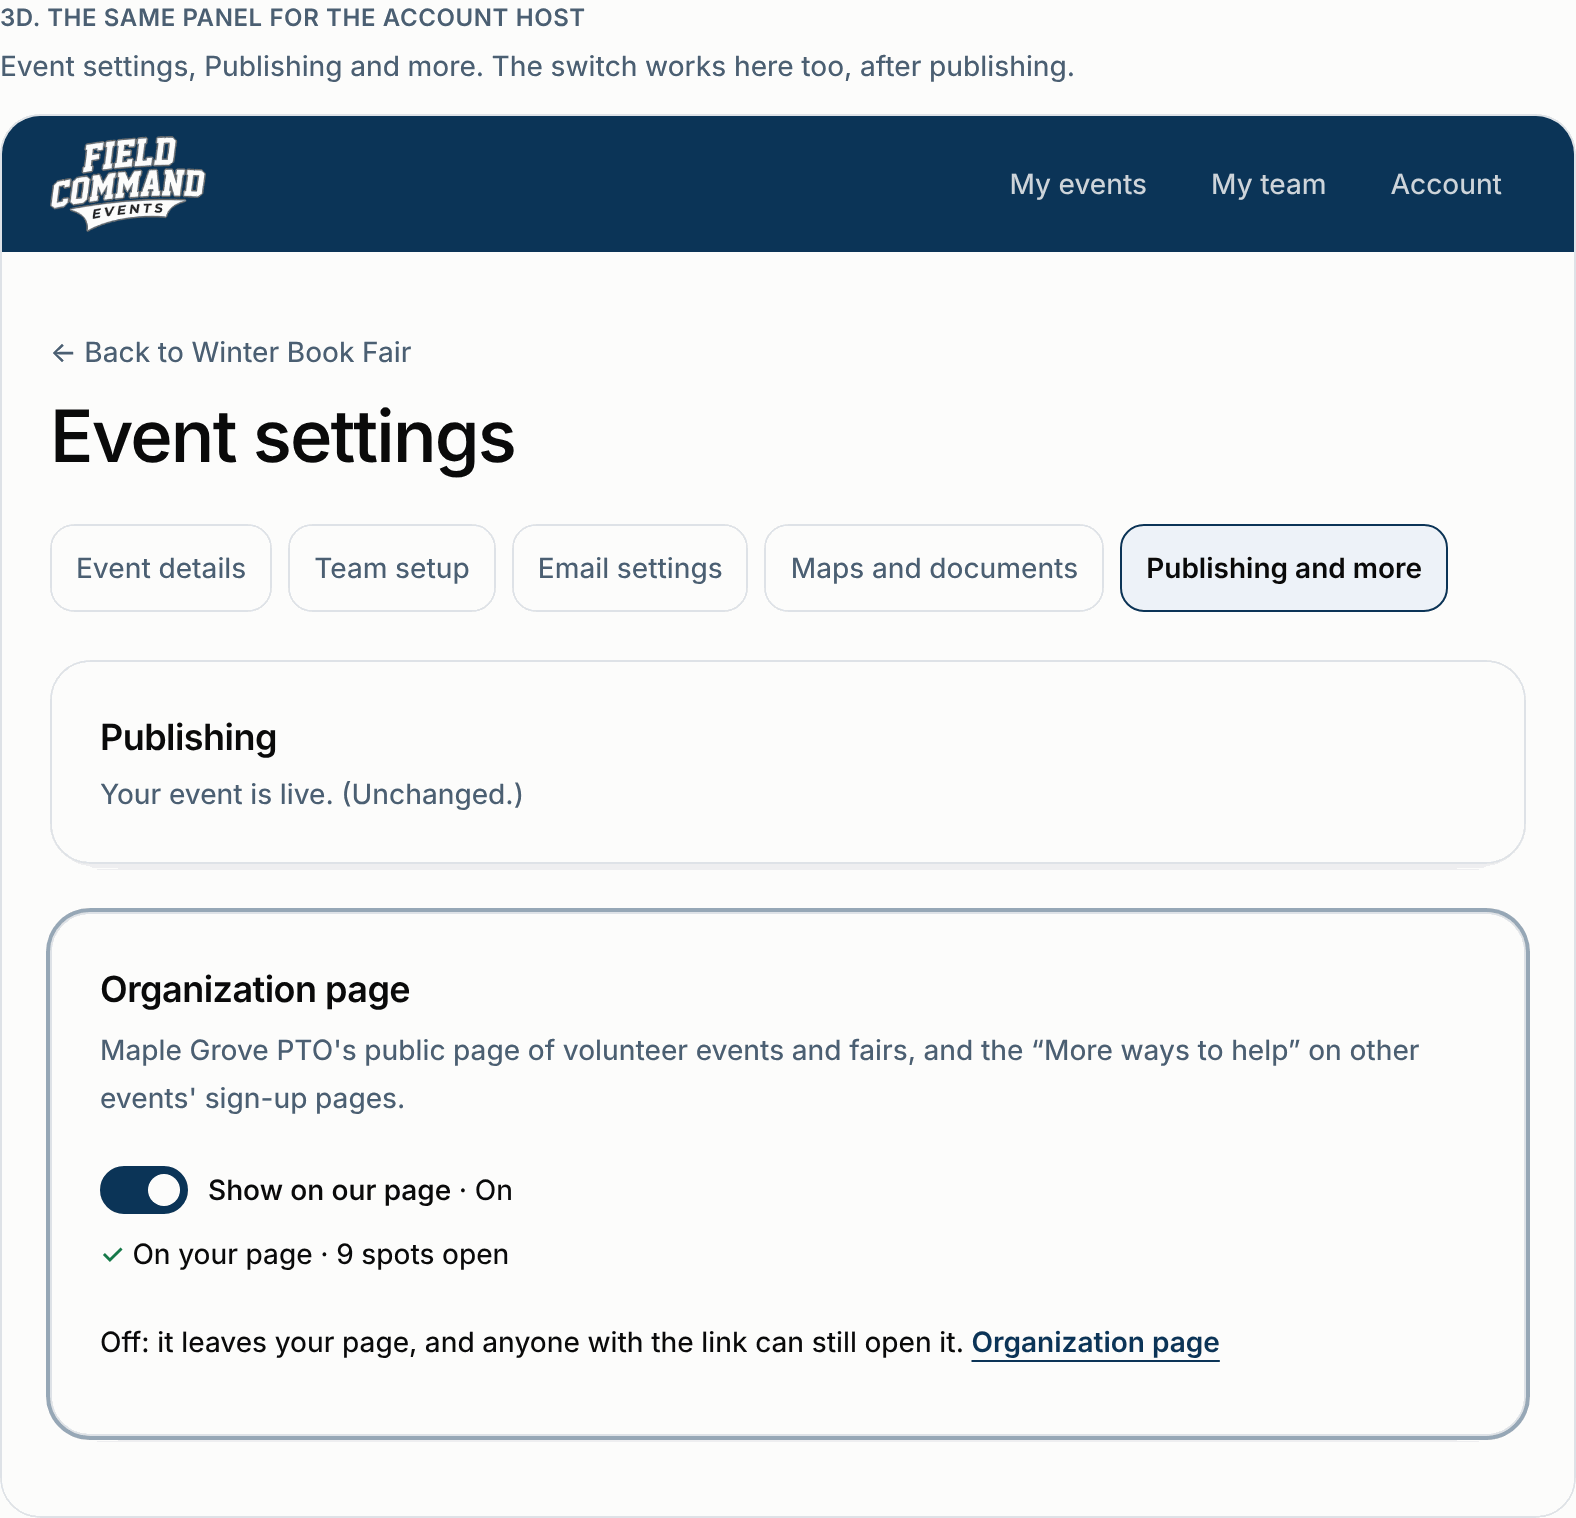 3D. THE SAME PANEL FOR THE ACCOUNT HOST
Event settings, Publishing and more. The switch works here too, after publishing.
FIELD
COMMAND
EVENTS
My events
My team
Account
← Back to Winter Book Fair
Event settings
Event details
Team setup
Email settings
Maps and documents
Publishing and more
Publishing
Your event is live. (Unchanged.)
Organization page
Maple Grove PTO's public page of volunteer events and fairs, and the “More ways to help” on other
events' sign-up pages.
Show on our page · On
✓ On your page · 9 spots open
Off: it leaves your page, and anyone with the link can still open it. Organization page